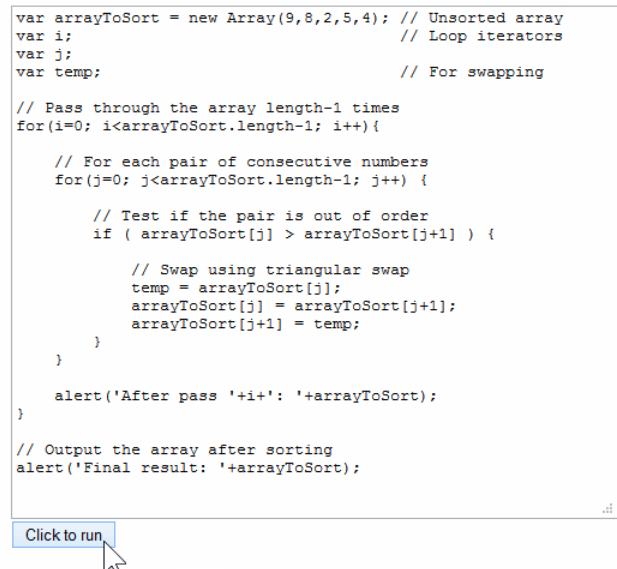 var arrayToSort = new Array(9,8,2,5,4); // Unsorted array
var i;                                  // Loop iterators
var j;
var temp;                               // For swapping

// Pass through the array length-1 times
for(i=0; i<arrayToSort.length-1; i++){

    // For each pair of consecutive numbers
    for(j=0; j<arrayToSort.length-1; j++) {

        // Test if the pair is out of order
        if ( arrayToSort[j] > arrayToSort[j+1] ) {

            // Swap using triangular swap
            temp = arrayToSort[j];
            arrayToSort[j] = arrayToSort[j+1];
            arrayToSort[j+1] = temp;
        }
    }

    alert('After pass '+i+': '+arrayToSort);
}

// Output the array after sorting
alert('Final result: '+arrayToSort);
Click to run